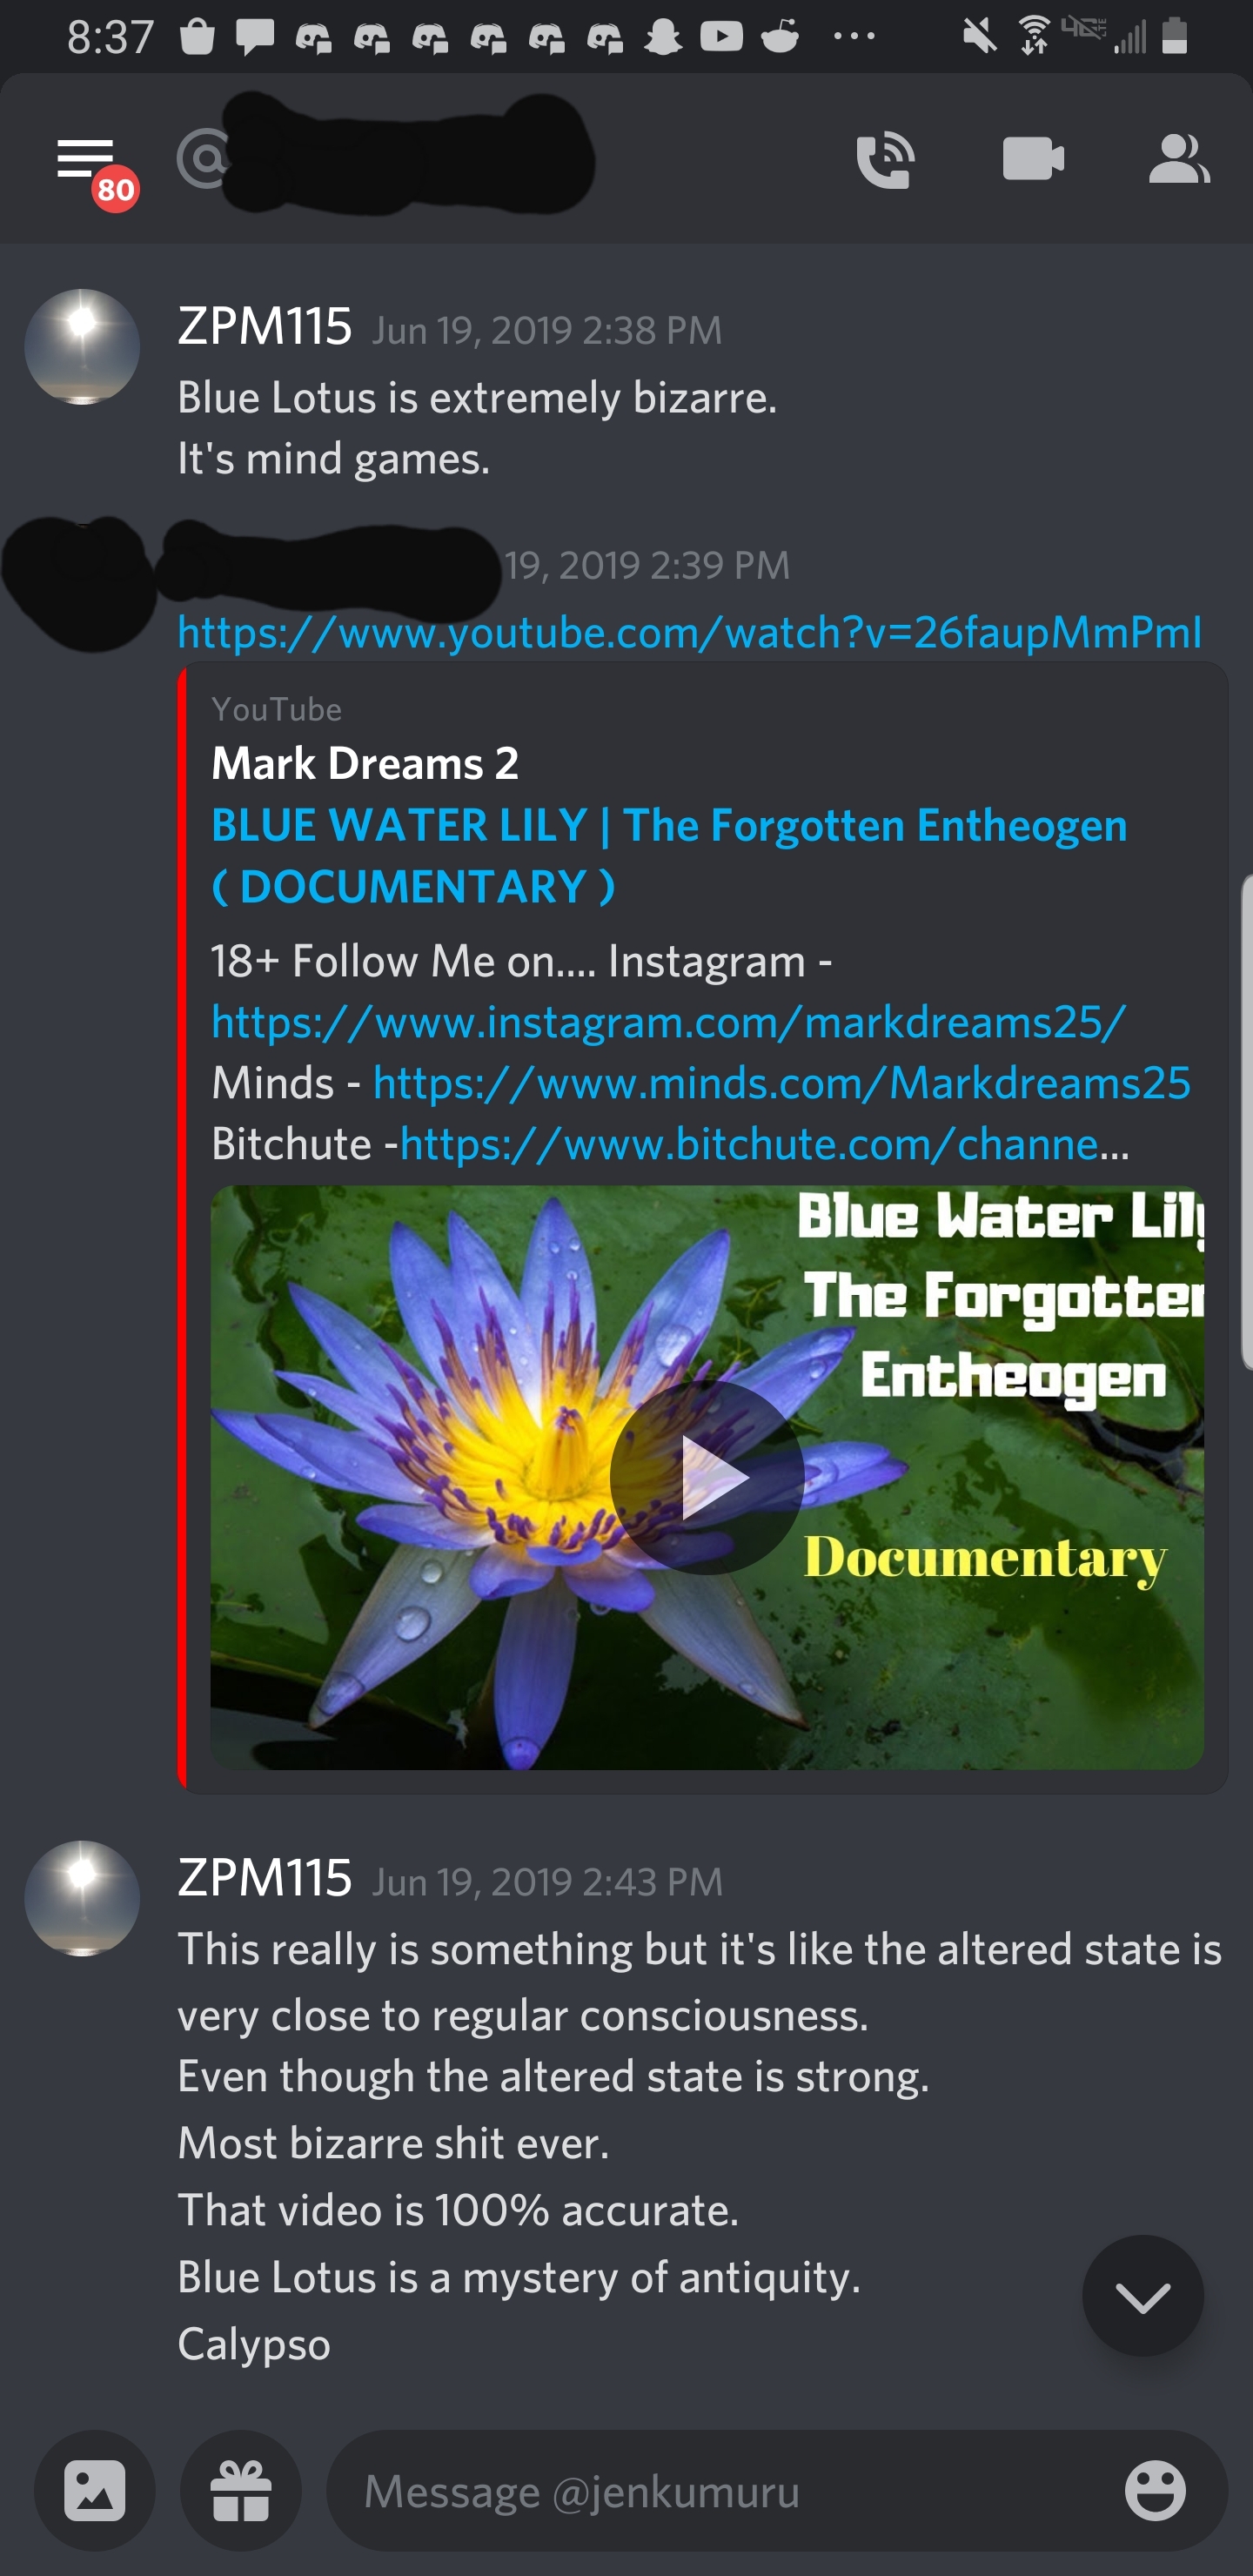 8:37
4G LTE
80
@
ZPM115 Jun 19, 2019 2:38 PM
Blue Lotus is extremely bizarre.
It's mind games.
19, 2019 2:39 PM
https://www.youtube.com/watch?v=26faupMmPmI
YouTube
Mark Dreams 2
BLUE WATER LILY | The Forgotten Entheogen
( DOCUMENTARY )
18+ Follow Me on.... Instagram -
https://www.instagram.com/markdreams25/
Minds - https://www.minds.com/Markdreams25
Bitchute -https://www.bitchute.com/channe...
Blue Water Lily
The Forgotten
Entheogen
Documentary
ZPM115 Jun 19, 2019 2:43 PM
This really is something but it's like the altered state is
very close to regular consciousness.
Even though the altered state is strong.
Most bizarre shit ever.
That video is 100% accurate.
Blue Lotus is a mystery of antiquity.
Calypso
Message @jenkumuru